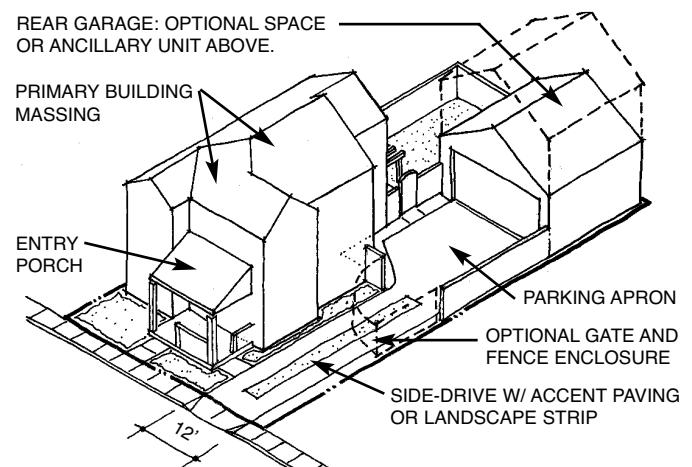 REAR GARAGE: OPTIONAL SPACE
OR ANCILLARY UNIT ABOVE.
PRIMARY BUILDING
MASSING
ENTRY
PORCH
PARKING APRON
OPTIONAL GATE AND
FENCE ENCLOSURE
SIDE-DRIVE W/ ACCENT PAVING
OR LANDSCAPE STRIP
12'